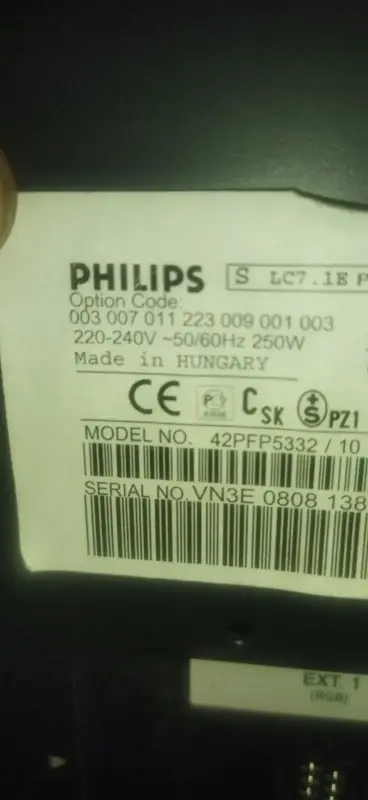 PHILIPS S LC7.1E P
Option Code:
003 007 011 223 009 001 003
220-240V ~50/60Hz 250W
Made in HUNGARY
CE C SK S PZ1
MODEL NO. 42PFP5332 / 10
SERIAL NO. VN3E 0808 138
EXT 1
(RGB)